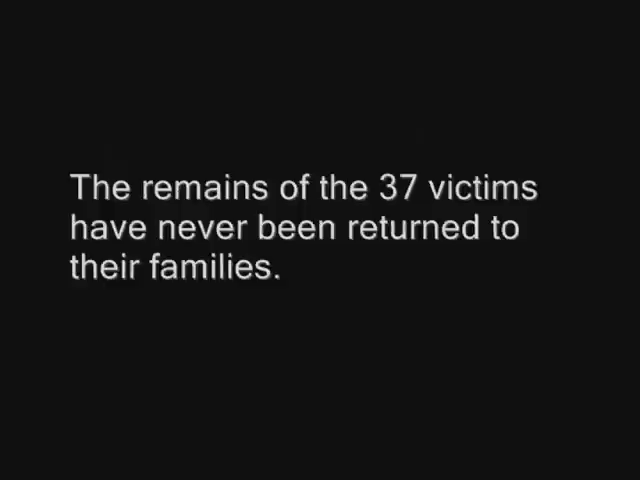 The remains of the 37 victims
have never been returned to
their families.